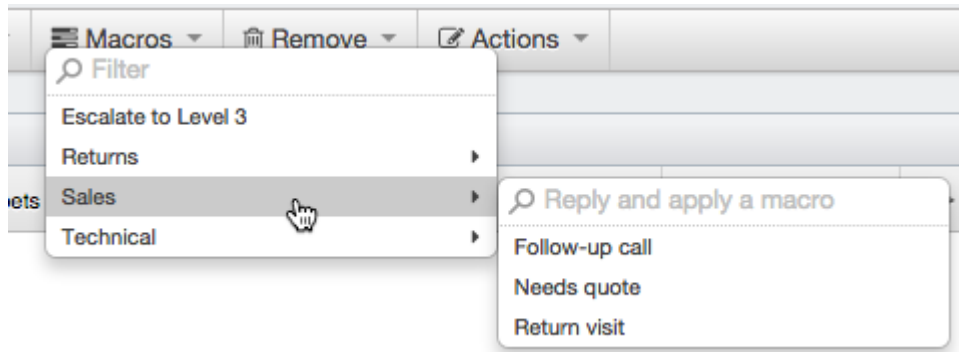 Macros Remove Actions
Filter
Escalate to Level 3
Returns
Sales
Technical
Reply and apply a macro
Follow-up call
Needs quote
Return visit